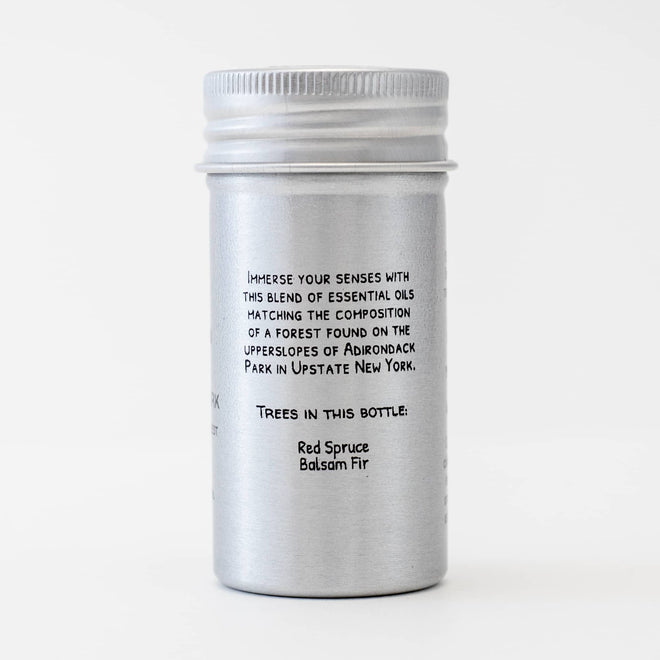 Immerse your senses with
this blend of essential oils
matching the composition
of a forest found on the
upperslopes of Adirondack
Park in Upstate New York.
Trees in this bottle:
Red Spruce
Balsam Fir